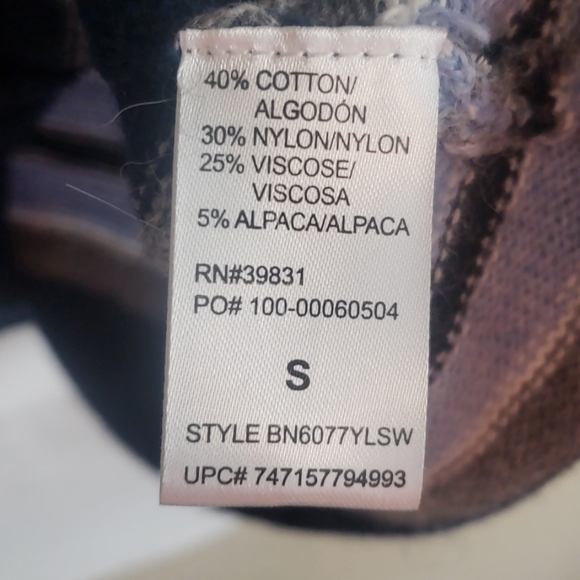 40% COTTON/
ALGODÓN
30% NYLON/NYLON
25% VISCOSE/
VISCOSA
5% ALPACA/ALPACA
RN#39831
PO# 100-00060504
S
STYLE BN6077YLSW
UPC# 747157794993